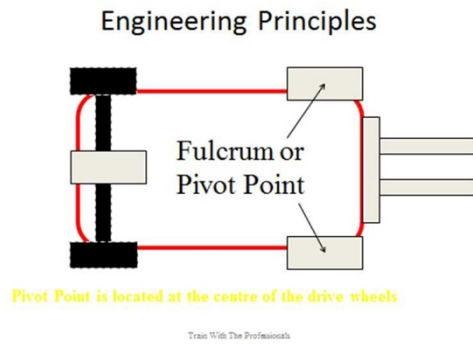 Engineering Principles
Fulcrum or
Pivot Point
Pivot Point is located at the centre of the drive wheels
Train With The Professionals